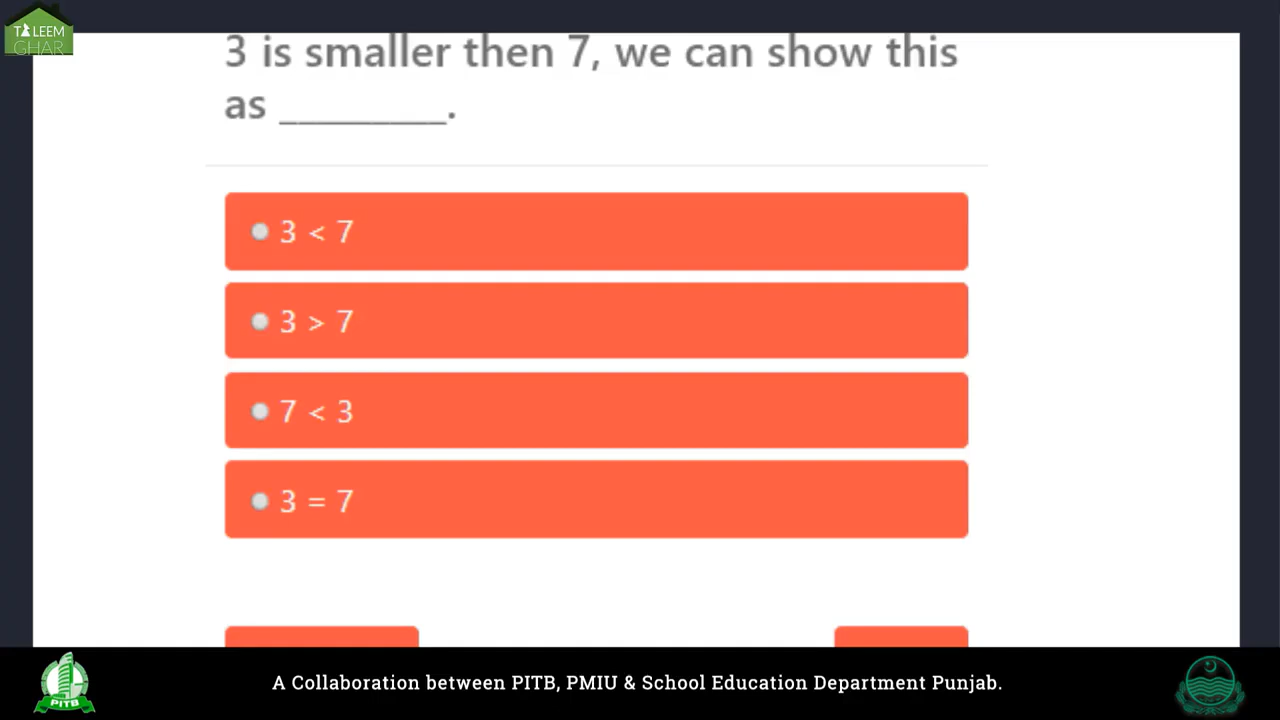 TALEEM
GHAR
3 is smaller then 7, we can show this
as _________.
3 < 7
3 > 7
7 < 3
3 = 7
A Collaboration between PITB, PMIU & School Education Department Punjab.
PITB